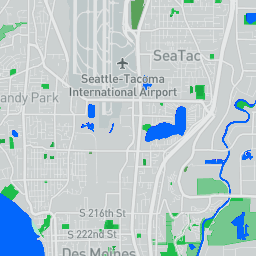 SeaTac
Seattle-Tacoma
International Airport
andy Park
S 216th St
S 222nd St
Des Moines